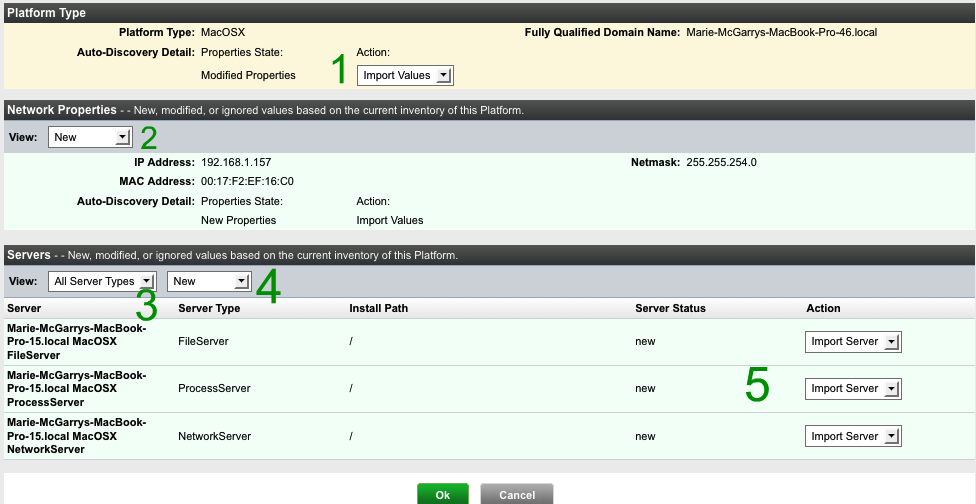 Platform Type
Platform Type: MacOSX Fully Qualified Domain Name: Marie-McGarrys-MacBook-Pro-46.local
Auto-Discovery Detail: Properties State: Action:
Modified Properties 1 Import Values
Network Properties - - New, modified, or ignored values based on the current inventory of this Platform.
View: New 2
IP Address: 192.168.1.157 Netmask: 255.255.254.0
MAC Address: 00:17:F2:EF:16:C0
Auto-Discovery Detail: Properties State: Action:
New Properties Import Values
Servers - - New, modified, or ignored values based on the current inventory of this Platform.
View: All Server Types 3 New 4
Server Server Type Install Path Server Status Action
Marie-McGarrys-MacBook-
Pro-15.local MacOSX FileServer / new Import Server
FileServer
Marie-McGarrys-MacBook-
Pro-15.local MacOSX ProcessServer / new 5 Import Server
ProcessServer
Marie-McGarrys-MacBook-
Pro-15.local MacOSX NetworkServer / new Import Server
NetworkServer
Ok Cancel